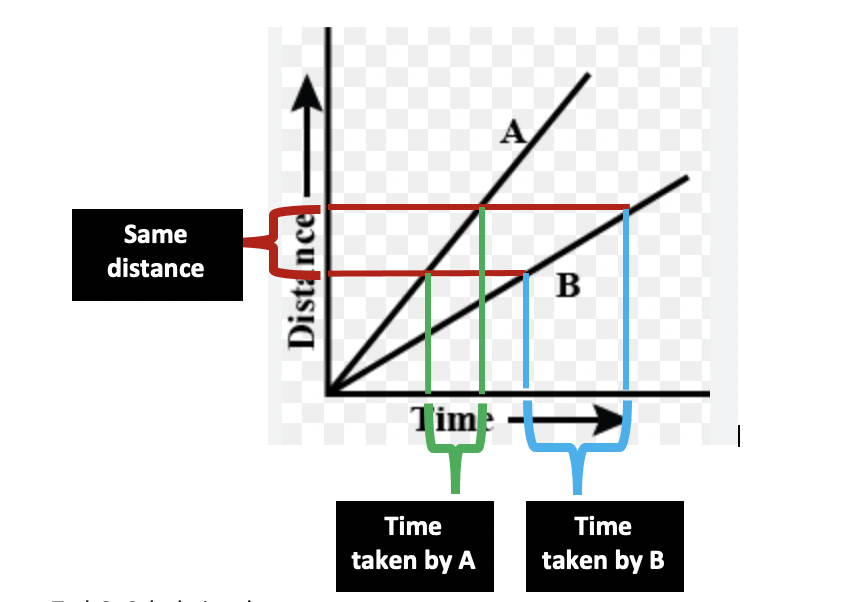 A
Same
distance
Distance
B
Time
Time
taken by A
Time
taken by B